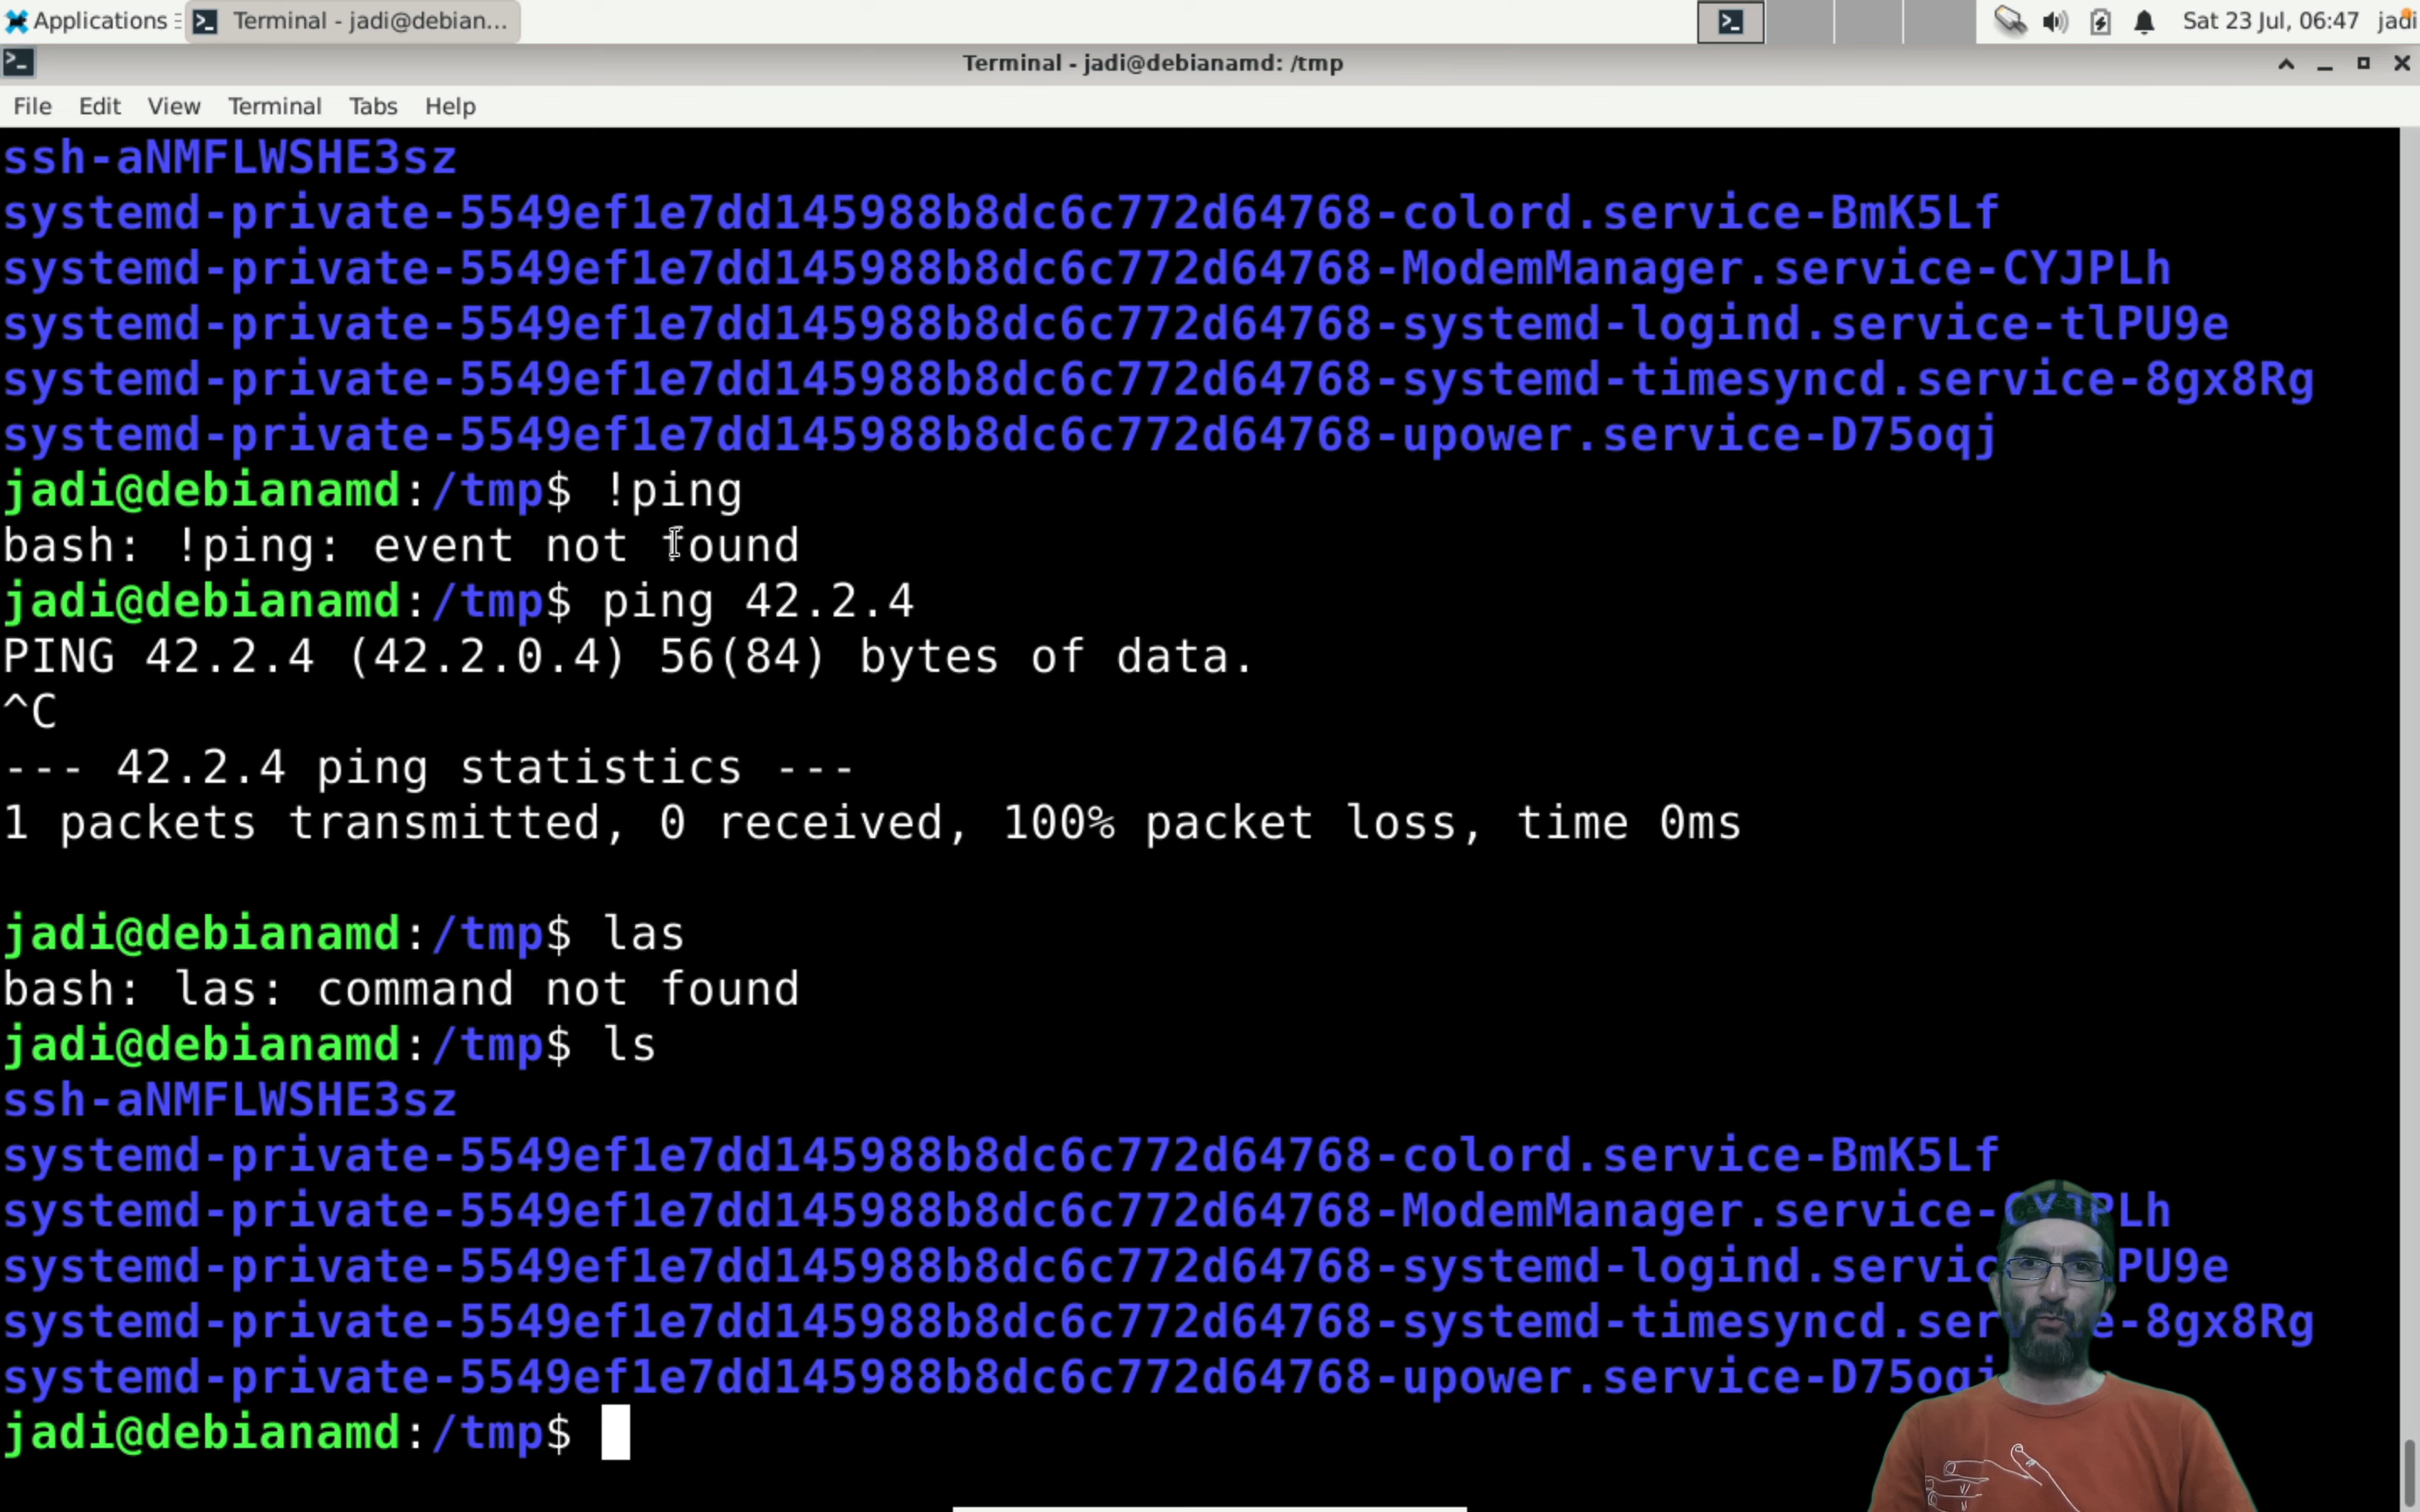 Applications
Terminal - jadi@debian...
Sat 23 Jul, 06:47
jadi
Terminal - jadi@debianamd: /tmp
File Edit View Terminal Tabs Help
ssh-aNMFLWSHE3sz
systemd-private-5549ef1e7dd145988b8dc6c772d64768-colord.service-BmK5Lf
systemd-private-5549ef1e7dd145988b8dc6c772d64768-ModemManager.service-CYJPLh
systemd-private-5549ef1e7dd145988b8dc6c772d64768-systemd-logind.service-tlPU9e
systemd-private-5549ef1e7dd145988b8dc6c772d64768-systemd-timesyncd.service-8gx8Rg
systemd-private-5549ef1e7dd145988b8dc6c772d64768-upower.service-D75oqj
jadi@debianamd:/tmp$ !ping
bash: !ping: event not found
jadi@debianamd:/tmp$ ping 42.2.4
PING 42.2.4 (42.2.0.4) 56(84) bytes of data.
^C
--- 42.2.4 ping statistics ---
1 packets transmitted, 0 received, 100% packet loss, time 0ms
jadi@debianamd:/tmp$ las
bash: las: command not found
jadi@debianamd:/tmp$ ls
ssh-aNMFLWSHE3sz
systemd-private-5549ef1e7dd145988b8dc6c772d64768-colord.service-BmK5Lf
systemd-private-5549ef1e7dd145988b8dc6c772d64768-ModemManager.service-CYJPLh
systemd-private-5549ef1e7dd145988b8dc6c772d64768-systemd-logind.service-tlPU9e
systemd-private-5549ef1e7dd145988b8dc6c772d64768-systemd-timesyncd.service-8gx8Rg
systemd-private-5549ef1e7dd145988b8dc6c772d64768-upower.service-D75oqj
jadi@debianamd:/tmp$